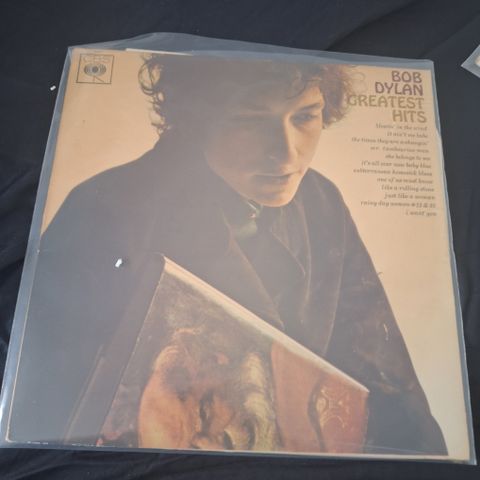 CBS
BOB
DYLAN
GREATEST
HITS
blowin' in the wind
it ain't me babe
the times they are a-changin'
mr. tambourine man
she belongs to me
it's all over now baby blue
subterranean homesick blues
one of us must know
like a rolling stone
just like a woman
rainy day women #12 & 35
i want you